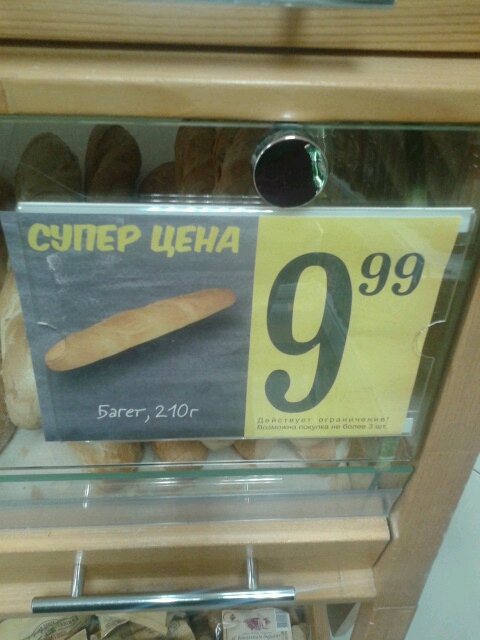 СУПЕР ЦЕНА
9 99
Багет, 210г
Действует ограничение!
Возможна покупка не более 3 шт.